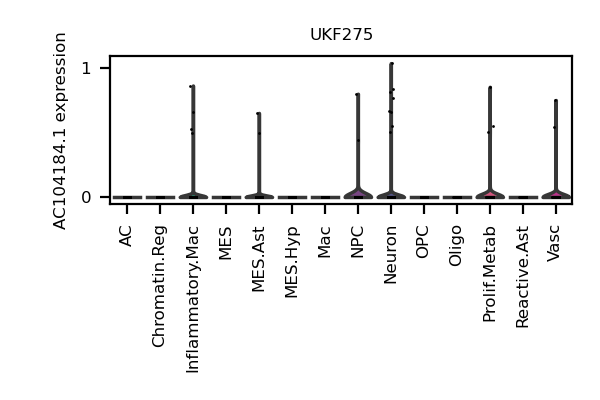 UKF275
AC104184.1 expression
1
0
AC
Chromatin.Reg
Inflammatory.Mac
MES
MES.Ast
MES.Hyp
Mac
NPC
Neuron
OPC
Oligo
Prolif.Metab
Reactive.Ast
Vasc